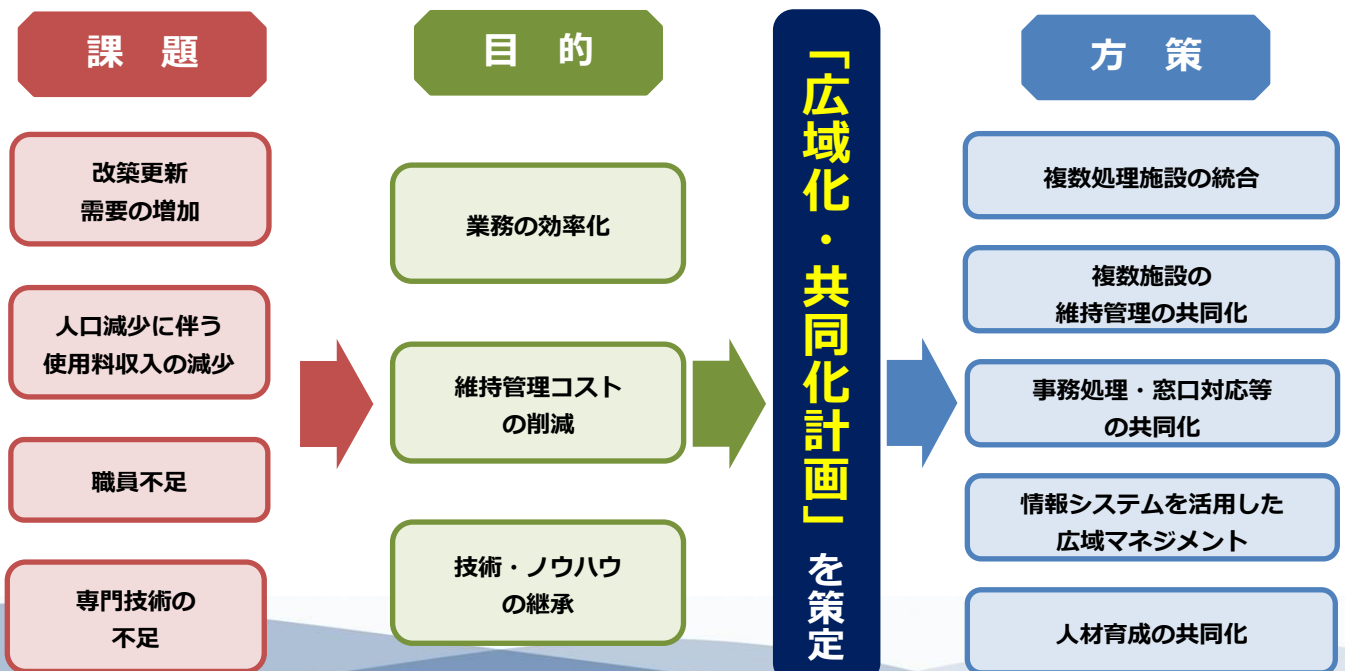 課 題
改築更新
需要の増加
人口減少に伴う
使用料収入の減少
職員不足
専門技術の
不足
目 的
業務の効率化
維持管理コスト
の削減
技術・ノウハウ
の継承
「広域化・共同化計画」を策定
方 策
複数処理施設の統合
複数施設の
維持管理の共同化
事務処理・窓口対応等
の共同化
情報システムを活用した
広域マネジメント
人材育成の共同化